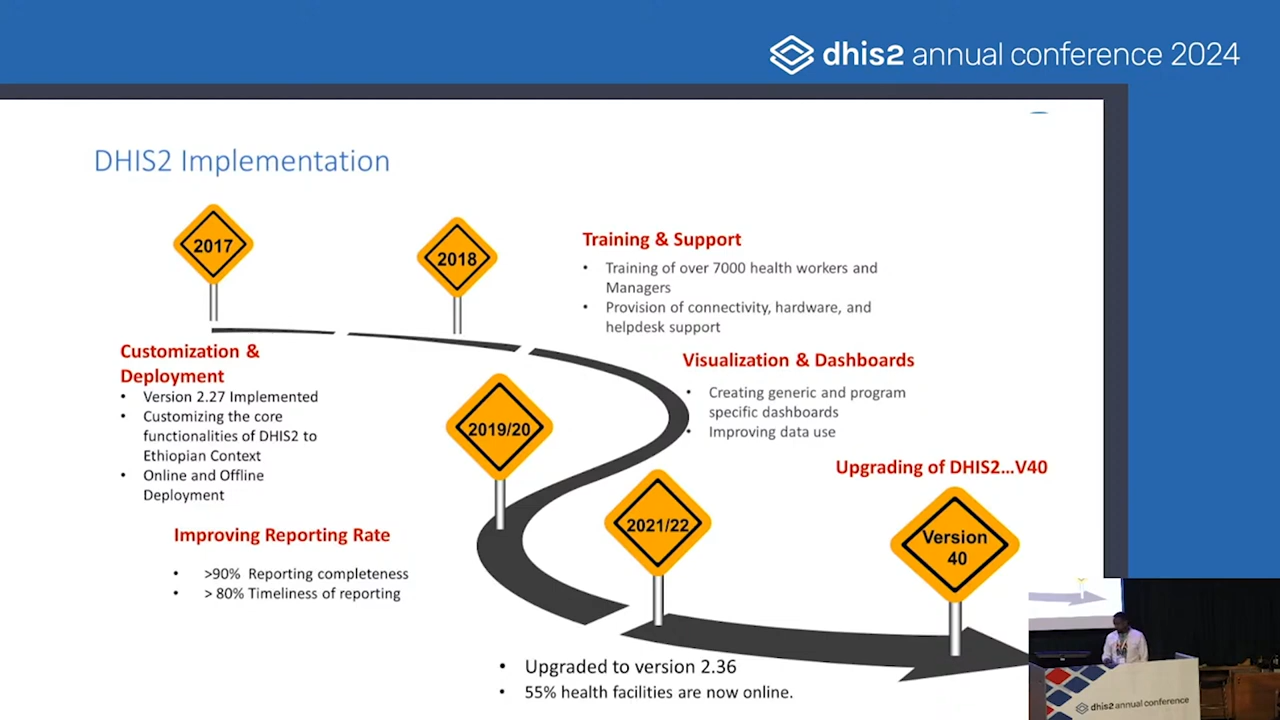 dhis2 annual conference 2024
DHIS2 Implementation
2017
2018
Training & Support
• Training of over 7000 health workers and
Managers
• Provision of connectivity, hardware, and
helpdesk support
Customization &
Deployment
• Version 2.27 Implemented
• Customizing the core
functionalities of DHIS2 to
Ethiopian Context
• Online and Offline
Deployment
Visualization & Dashboards
• Creating generic and program
specific dashboards
• Improving data use
2019/20
Improving Reporting Rate
• >90% Reporting completeness
• > 80% Timeliness of reporting
2021/22
Upgrading of DHIS2...V40
Version
40
• Upgraded to version 2.36
• 55% health facilities are now online.
dhis2 annual conference